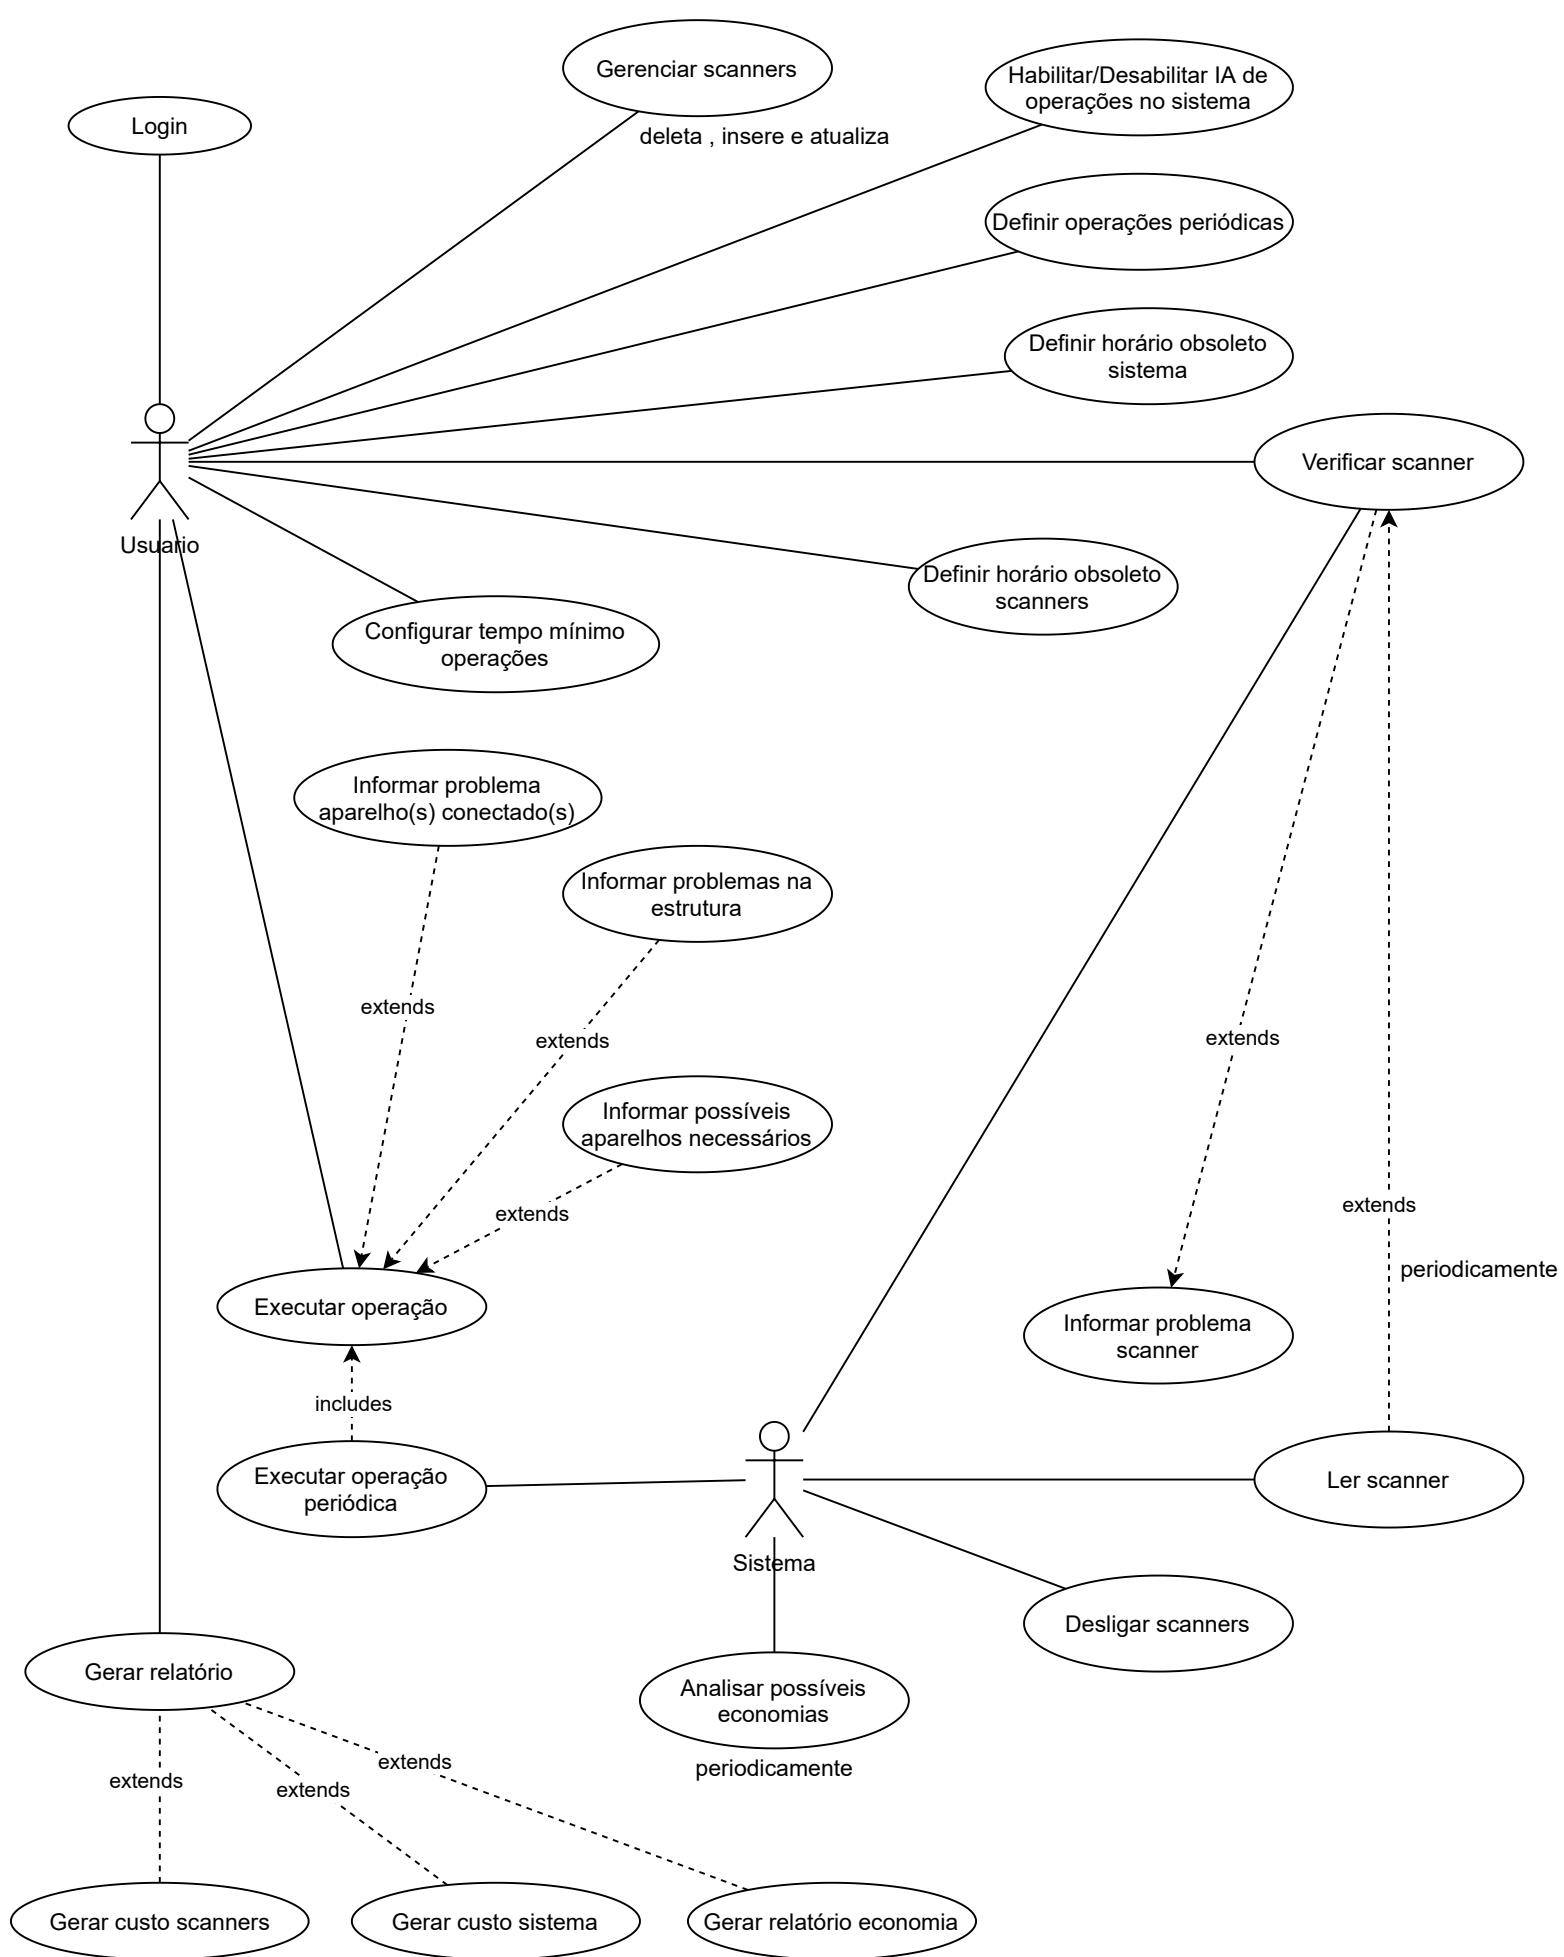 Gerenciar scanners
deleta , insere e atualiza
Habilitar/Desabilitar IA de
operações no sistema
Login
Definir operações periódicas
Definir horário obsoleto
sistema
Verificar scanner
Usuario
Definir horário obsoleto
scanners
Configurar tempo mínimo
operações
Informar problema
aparelho(s) conectado(s)
Informar problemas na
estrutura
extends
extends
extends
Informar possíveis
aparelhos necessários
extends
extends
periodicamente
Executar operação
Informar problema
scanner
includes
Executar operação
periódica
Ler scanner
Sistema
Desligar scanners
Gerar relatório
Analisar possíveis
economias
periodicamente
extends
extends
extends
Gerar custo scanners
Gerar custo sistema
Gerar relatório economia